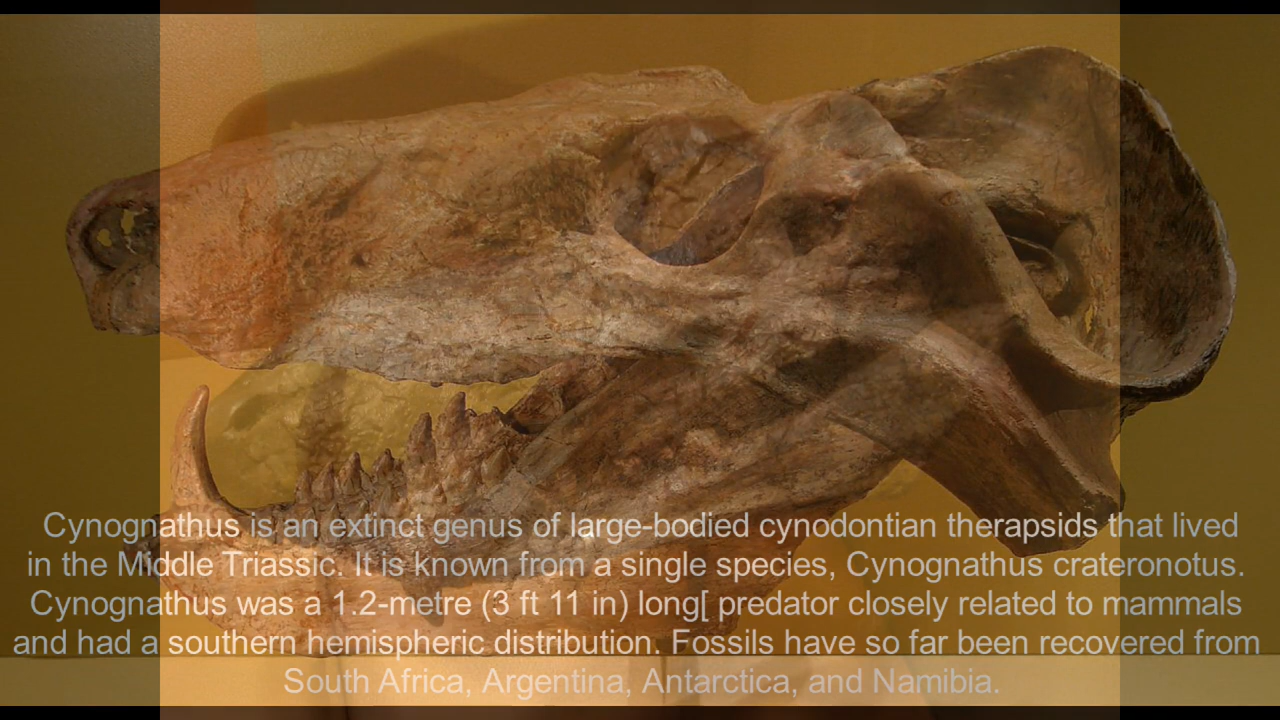 Cynognathus is an extinct genus of large-bodied cynodontian therapsids that lived
in the Middle Triassic. It is known from a single species, Cynognathus crateronotus.
Cynognathus was a 1.2-metre (3 ft 11 in) long[ predator closely related to mammals
and had a southern hemispheric distribution. Fossils have so far been recovered from
South Africa, Argentina, Antarctica, and Namibia.